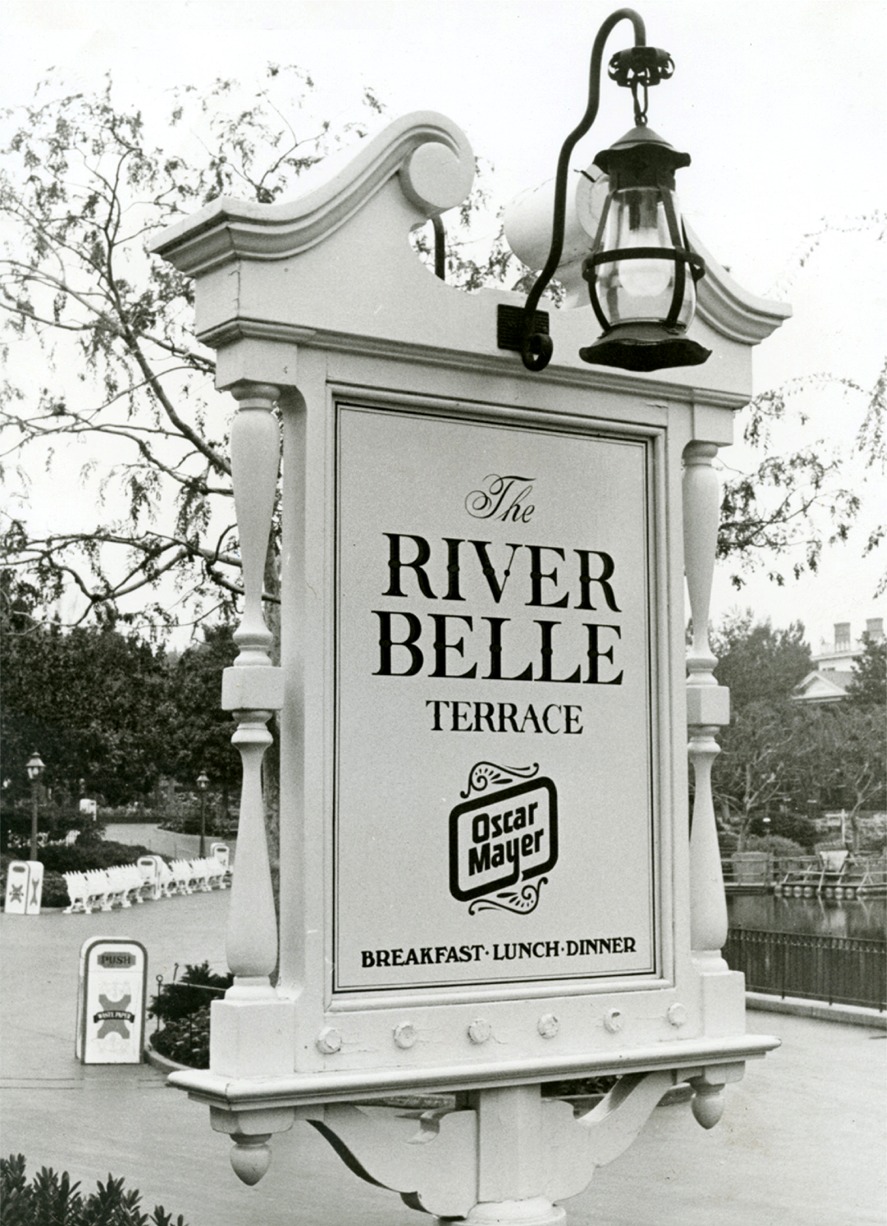 The
RIVER
BELLE
TERRACE
Oscar
Mayer
BREAKFAST · LUNCH · DINNER
PUSH
WASTE PAPER